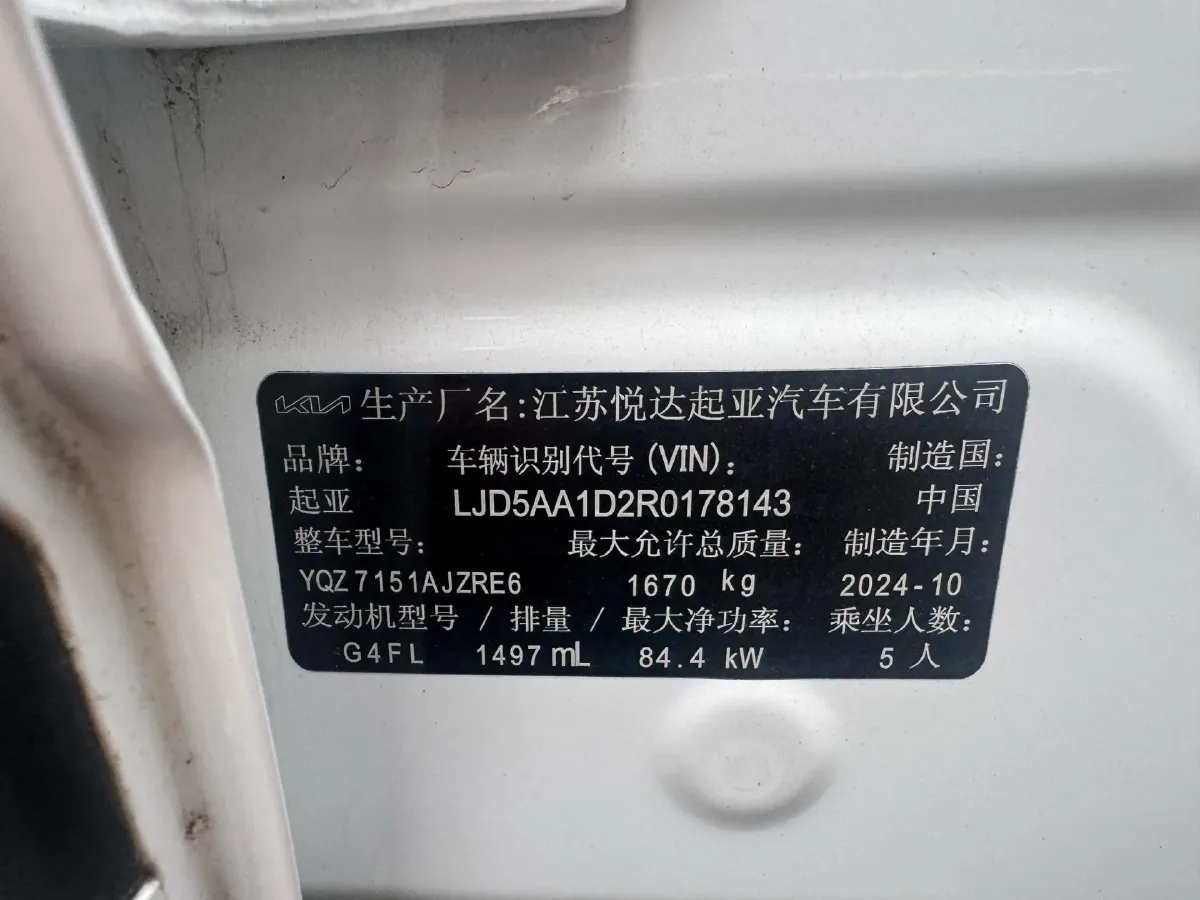 KIA 生产厂名:江苏悦达起亚汽车有限公司
品牌: 车辆识别代号(VIN): 制造国:
起亚 LJD5AA1D2R0178143 中国
整车型号: 最大允许总质量: 制造年月:
YQZ7151AJZRE6 1670 kg 2024-10
发动机型号 / 排量 / 最大净功率: 乘坐人数:
G4FL 1497 mL 84.4 kW 5 人